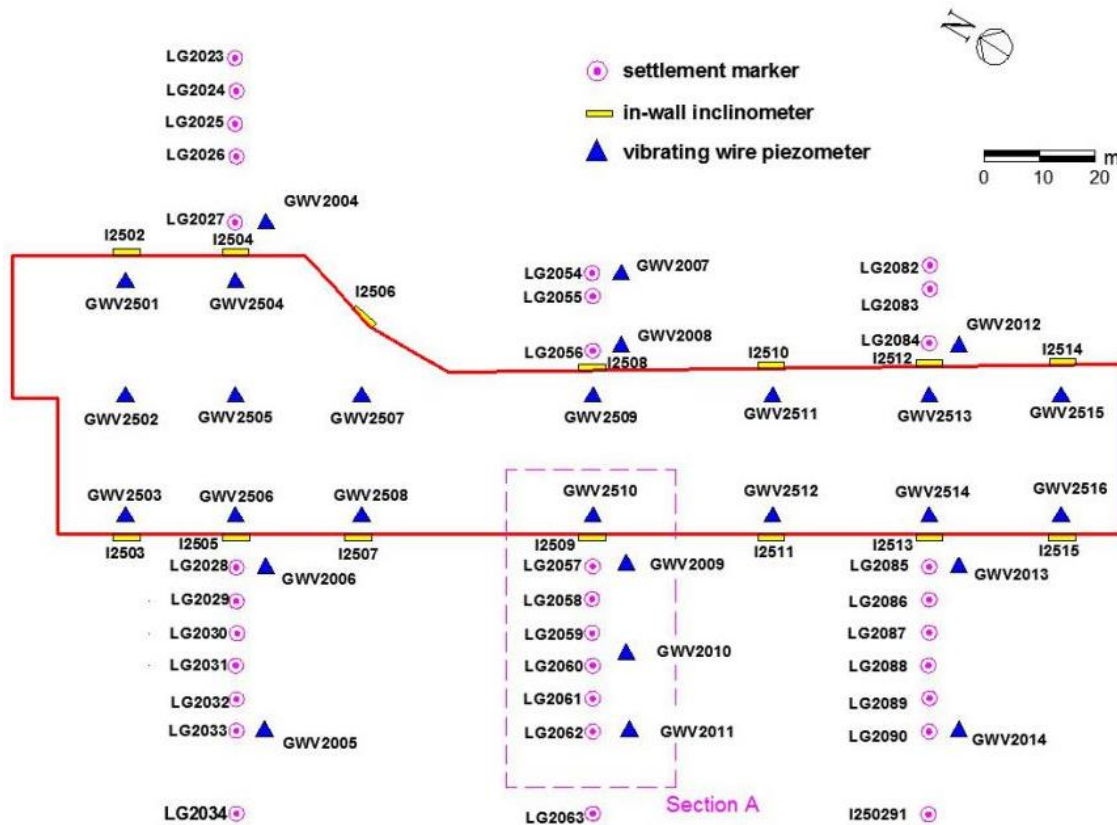 N
LG2023
LG2024
LG2025
LG2026
LG2027
GWV2004
settlement marker
in-wall inclinometer
vibrating wire piezometer
m
0 10 20
I2502
I2504
GWV2501
GWV2504
I2506
LG2054
GWV2007
LG2055
LG2056
GWV2008
I2508
I2510
LG2082
LG2083
LG2084
GWV2012
I2512
I2514
GWV2502
GWV2505
GWV2507
GWV2509
GWV2511
GWV2513
GWV2515
GWV2503
GWV2506
GWV2508
GWV2510
GWV2512
GWV2514
GWV2516
I2503
I2505
I2507
I2509
I2511
I2513
I2515
LG2028
GWV2006
LG2029
LG2030
LG2031
LG2032
LG2033
GWV2005
LG2034
LG2057
GWV2009
LG2058
LG2059
GWV2010
LG2060
LG2061
LG2062
GWV2011
Section A
LG2063
LG2085
GWV2013
LG2086
LG2087
LG2088
LG2089
LG2090
GWV2014
I250291